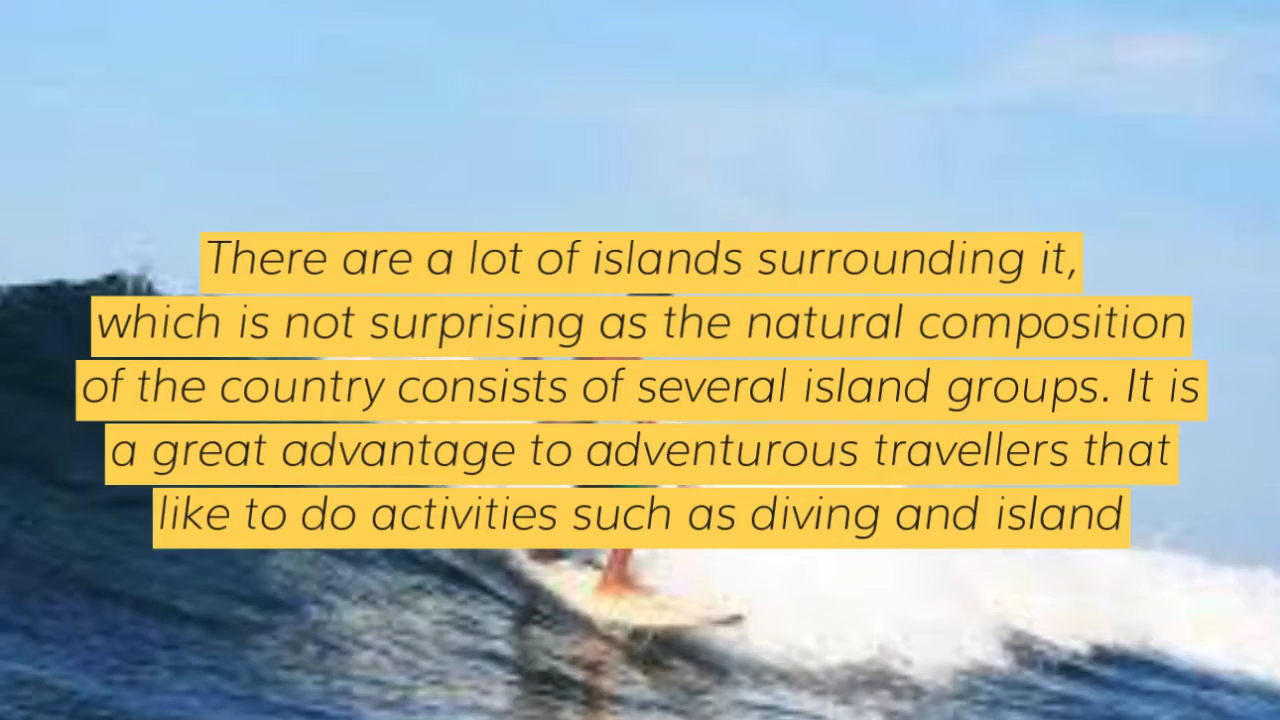 There are a lot of islands surrounding it,
which is not surprising as the natural composition
of the country consists of several island groups. It is
a great advantage to adventurous travellers that
like to do activities such as diving and island